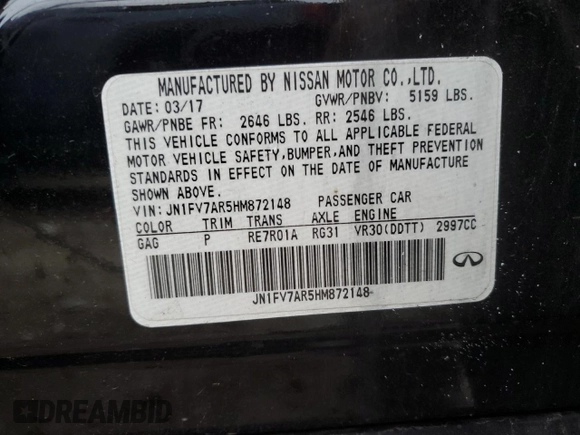 MANUFACTURED BY NISSAN MOTOR CO.,LTD.
DATE: 03/17 GVWR/PNBV: 5159 LBS.
GAWR/PNBE FR: 2646 LBS. RR: 2546 LBS.
THIS VEHICLE CONFORMS TO ALL APPLICABLE FEDERAL
MOTOR VEHICLE SAFETY,BUMPER,AND THEFT PREVENTION
STANDARDS IN EFFECT ON THE DATE OF MANUFACTURE
SHOWN ABOVE.
VIN: JN1FV7AR5HM872148 PASSENGER CAR
COLOR TRIM TRANS AXLE ENGINE
GAG P RE7R01A RG31 VR30(DDTT) 2997CC
JN1FV7AR5HM872148
DREAMBID